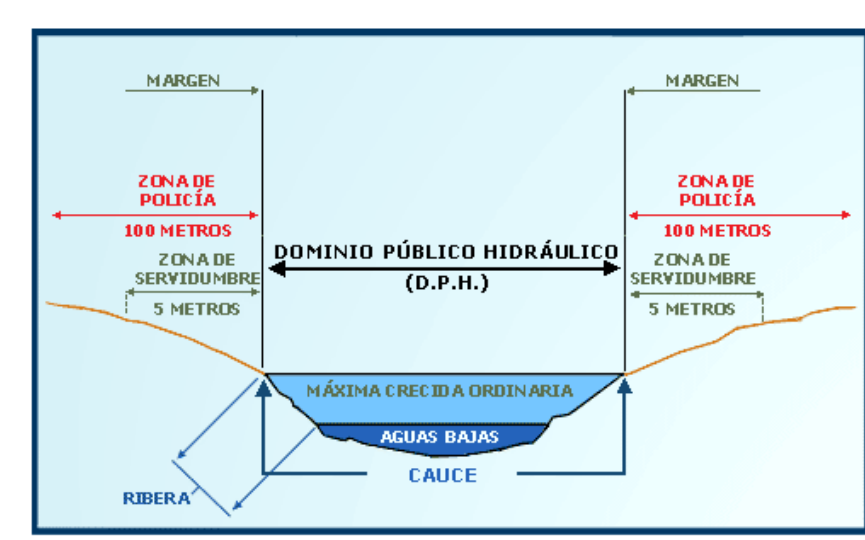 MARGEN
MARGEN
ZONA DE
POLICÍA
100 METROS
ZONA DE
POLICÍA
100 METROS
DOMINIO PÚBLICO HIDRÁULICO
(D.P.H.)
ZONA DE
SERVIDUMBRE
5 METROS
ZONA DE
SERVIDUMBRE
5 METROS
MÁXIMA CRECIDA ORDINARIA
AGUAS BAJAS
CAUCE
RIBERA